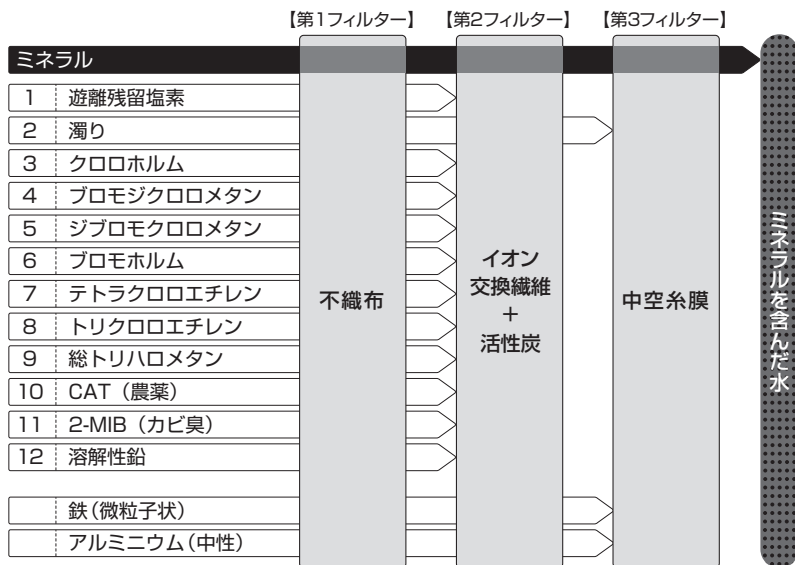 【第1フィルター】 【第2フィルター】 【第3フィルター】
ミネラル
1 遊離残留塩素
2 濁り
3 クロロホルム
4 ブロモジクロロメタン
5 ジブロモクロロメタン
6 ブロモホルム
7 テトラクロロエチレン
8 トリクロロエチレン
9 総トリハロメタン
10 CAT（農薬）
11 2-MIB（カビ臭）
12 溶解性鉛
鉄（微粒子状）
アルミニウム（中性）
不織布
イオン
交換繊維
＋
活性炭
中空糸膜
ミネラルを含んだ水